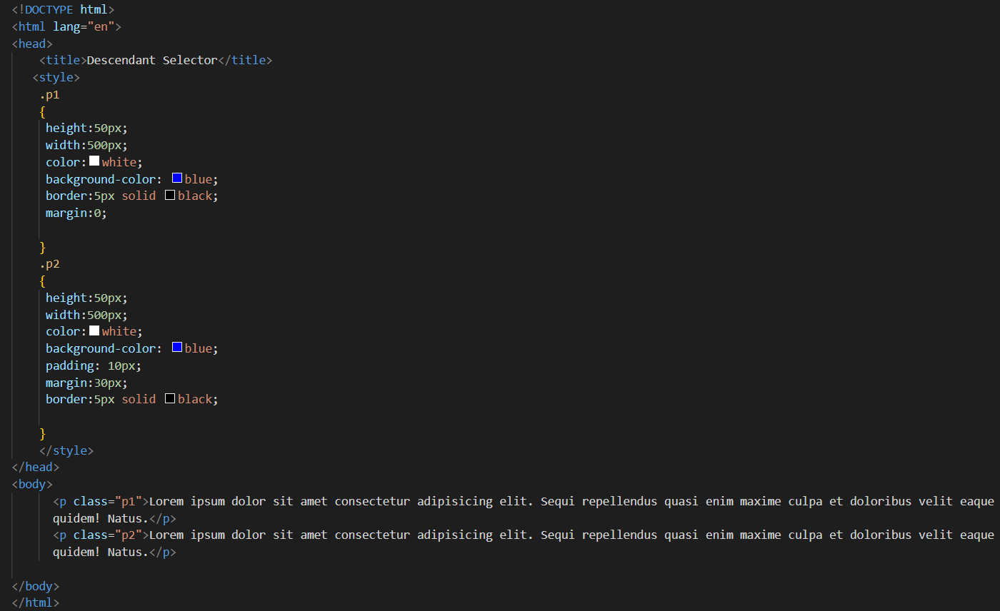 <!DOCTYPE html>
<html lang="en">
<head>
    <title>Descendant Selector</title>
   <style>
    .p1
    {
     height:50px;
     width:500px;
     color:white;
     background-color: blue;
     border:5px solid black;
     margin:0;
    }
    .p2
    {
     height:50px;
     width:500px;
     color:white;
     background-color: blue;
     padding: 10px;
     margin:30px;
     border:5px solid black;
    }
    </style>
</head>
<body>
      <p class="p1">Lorem ipsum dolor sit amet consectetur adipisicing elit. Sequi repellendus quasi enim maxime culpa et doloribus velit eaque
      quidem! Natus.</p>
      <p class="p2">Lorem ipsum dolor sit amet consectetur adipisicing elit. Sequi repellendus quasi enim maxime culpa et doloribus velit eaque
      quidem! Natus.</p>
</body>
</html>